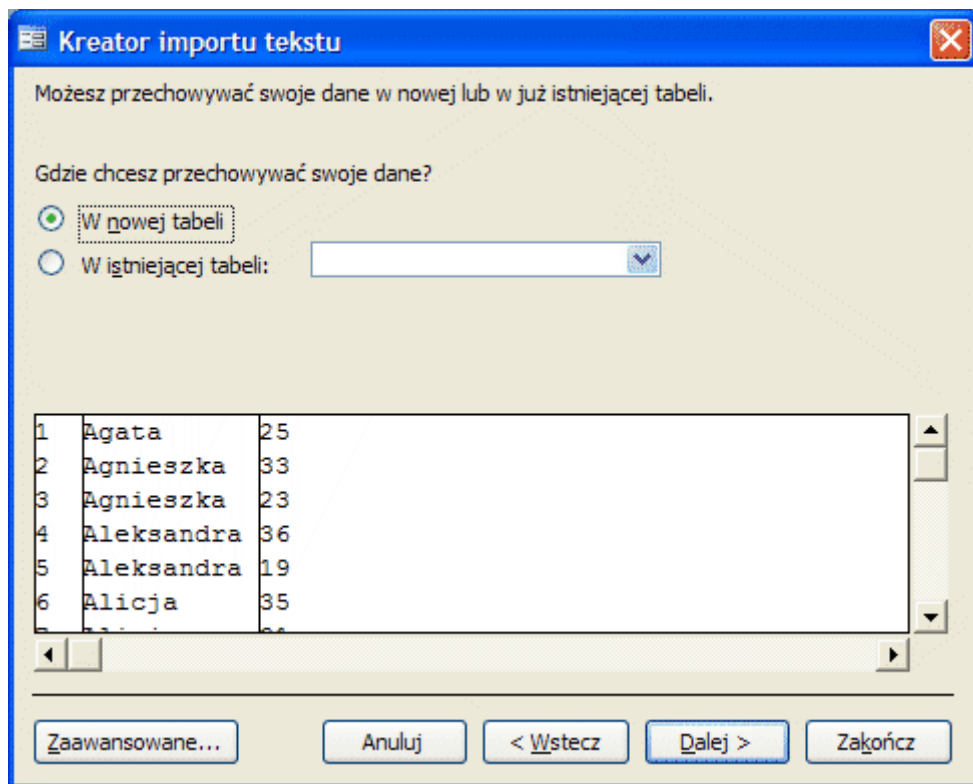 Kreator importu tekstu
Możesz przechowywać swoje dane w nowej lub w już istniejącej tabeli.
Gdzie chcesz przechowywać swoje dane?
W nowej tabeli
W istniejącej tabeli:
1 Agata 25
2 Agnieszka 33
3 Agnieszka 23
4 Aleksandra 36
5 Aleksandra 19
6 Alicja 35
Zaawansowane... Anuluj < Wstecz Dalej > Zakończ